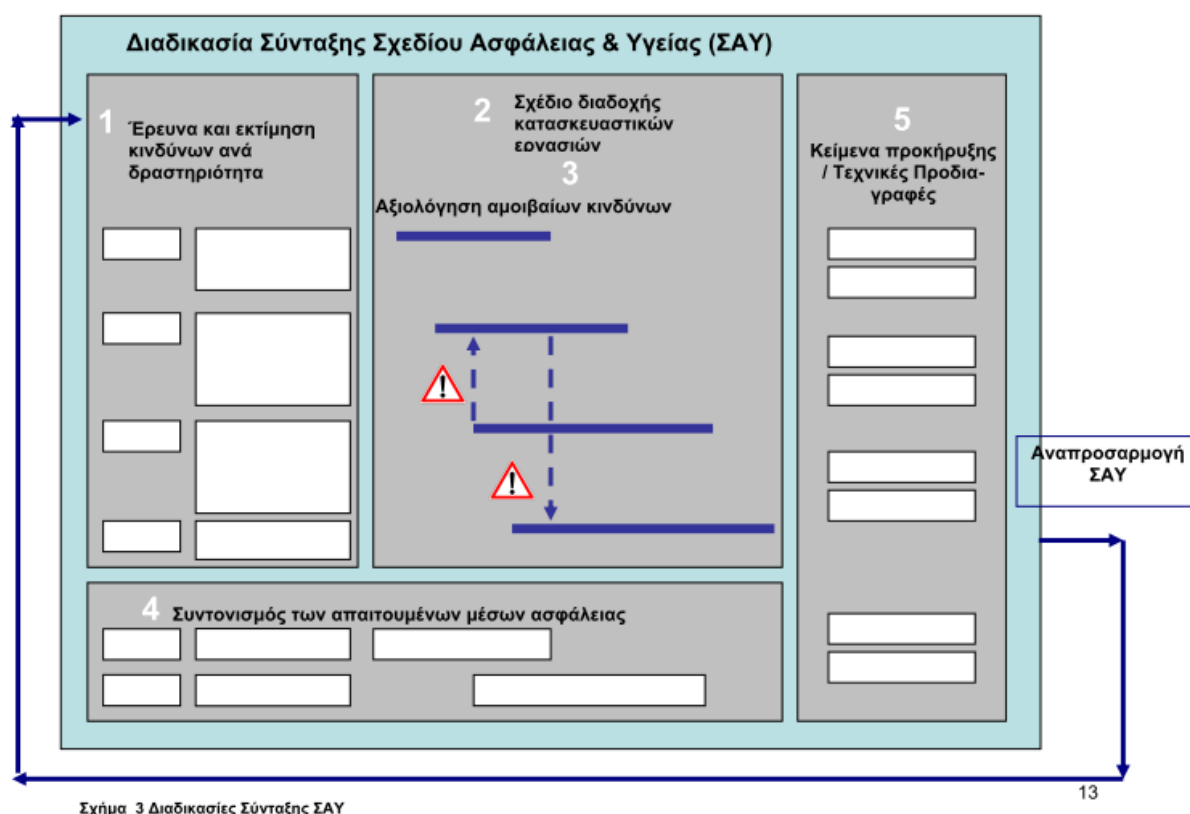 Διαδικασία Σύνταξης Σχεδίου Ασφάλειας & Υγείας (ΣΑΥ)
1
Έρευνα και εκτίμηση
κινδύνων ανά
δραστηριότητα
2
Σχέδιο διαδοχής
κατασκευαστικών
εργασιών
3
Αξιολόγηση αμοιβαίων κινδύνων
5
Κείμενα προκήρυξης
/ Τεχνικές Προδια-
γραφές
Αναπροσαρμογή
ΣΑΥ
4
Συντονισμός των απαιτουμένων μέσων ασφάλειας
13
Σχήμα 3 Διαδικασίες Σύνταξης ΣΑΥ